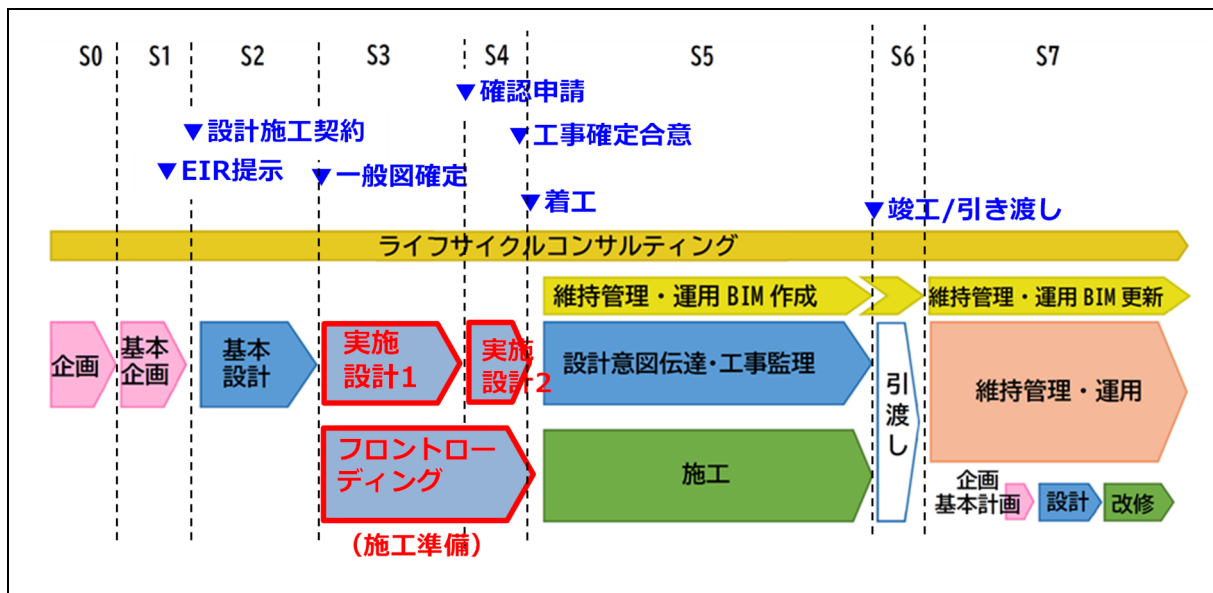 S0 S1 S2 S3 S4 S5 S6 S7
▼確認申請
▼設計施工契約
▼工事確定合意
▼EIR提示
▼一般図確定
▼着工
▼竣工/引き渡し
ライフサイクルコンサルティング
維持管理・運用BIM作成
維持管理・運用BIM更新
企画
基本
企画
基本
設計
実施
設計1
実施
設計2
設計意図伝達・工事監理
引渡し
維持管理・運用
フロントロー
ディング
施工
企画
基本計画
設計
改修
(施工準備)